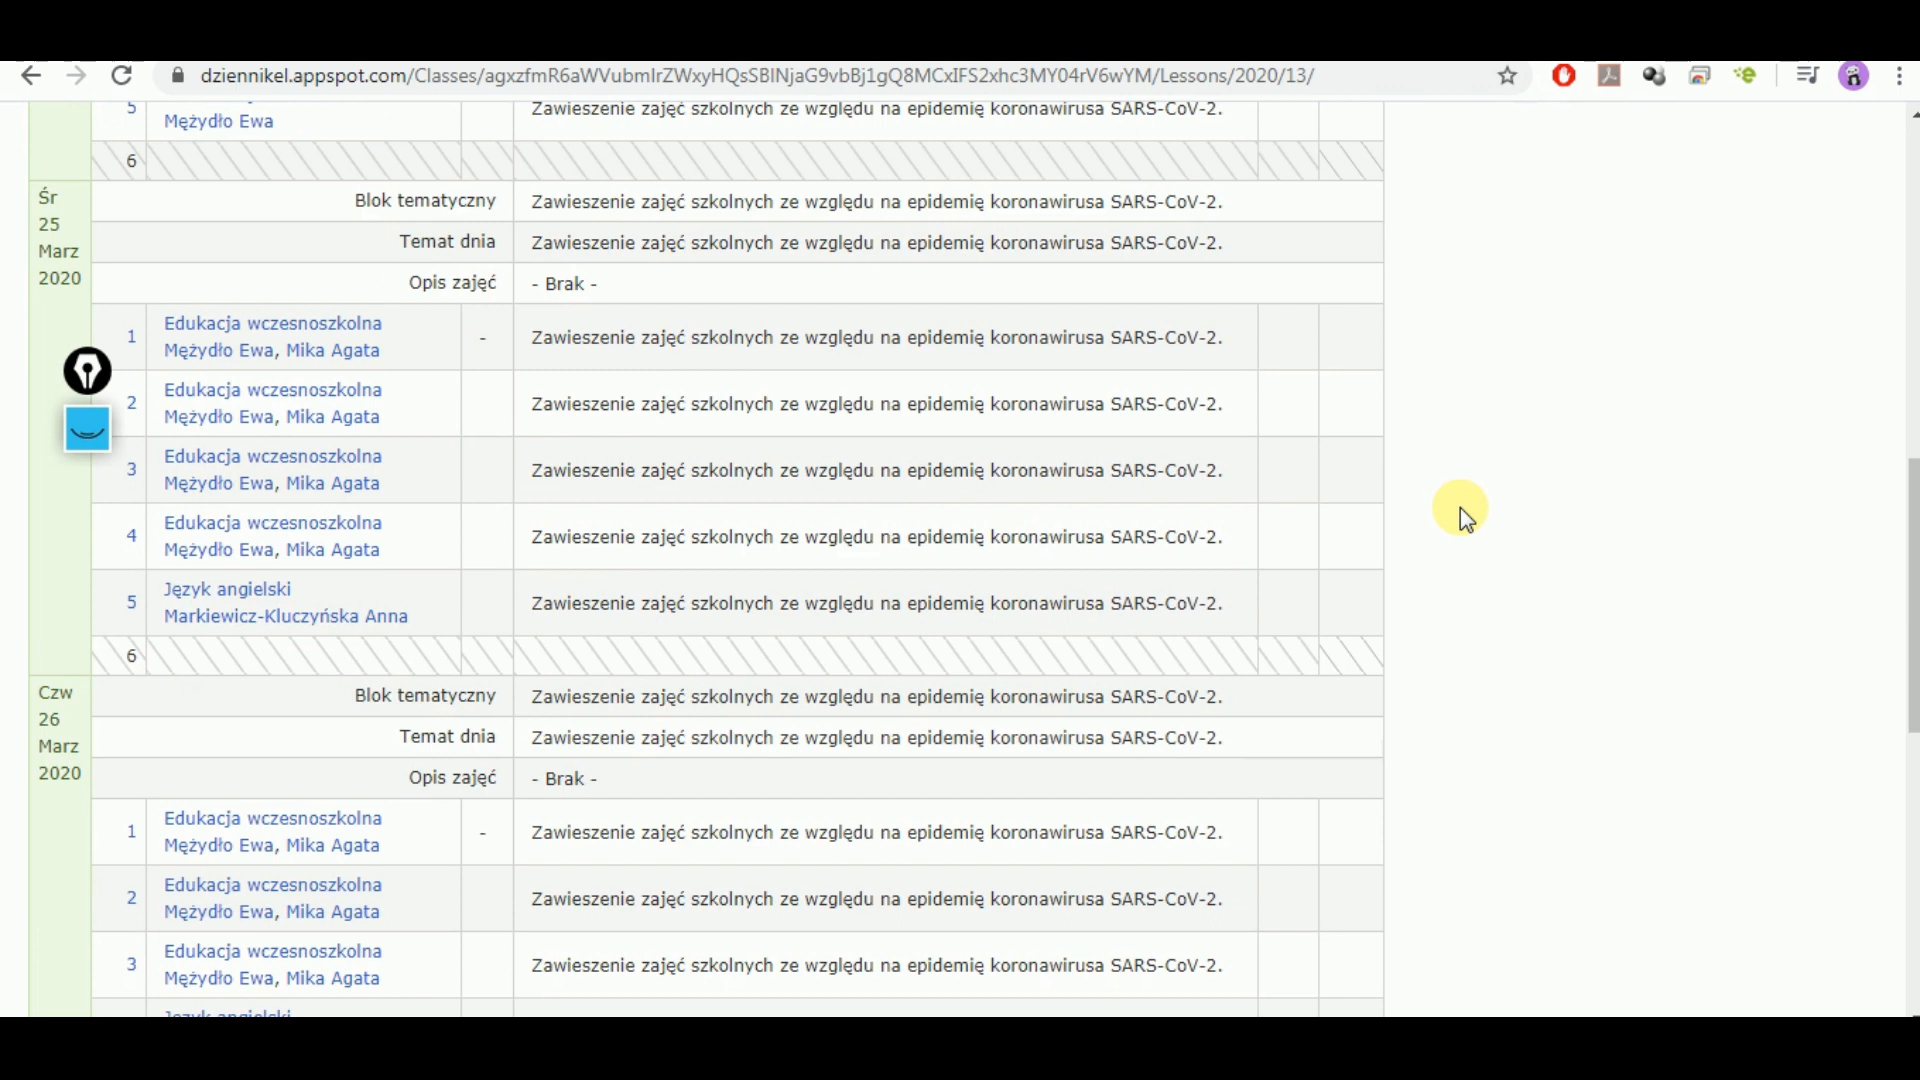 dziennikel.appspot.com/Classes/agxzfmR6aWVubmlrZWxyHQsSBlNjaG9vbBj1gQ8MCxIFS2xhc3MY04rV6wYM/Lessons/2020/13/
5 Mężydło Ewa Zawieszenie zajęć szkolnych ze względu na epidemię koronawirusa SARS-CoV-2.
6
Śr
25
Marz
2020
Blok tematyczny Zawieszenie zajęć szkolnych ze względu na epidemię koronawirusa SARS-CoV-2.
Temat dnia Zawieszenie zajęć szkolnych ze względu na epidemię koronawirusa SARS-CoV-2.
Opis zajęć - Brak -
1 Edukacja wczesnoszkolna
Mężydło Ewa, Mika Agata - Zawieszenie zajęć szkolnych ze względu na epidemię koronawirusa SARS-CoV-2.
2 Edukacja wczesnoszkolna
Mężydło Ewa, Mika Agata Zawieszenie zajęć szkolnych ze względu na epidemię koronawirusa SARS-CoV-2.
3 Edukacja wczesnoszkolna
Mężydło Ewa, Mika Agata Zawieszenie zajęć szkolnych ze względu na epidemię koronawirusa SARS-CoV-2.
4 Edukacja wczesnoszkolna
Mężydło Ewa, Mika Agata Zawieszenie zajęć szkolnych ze względu na epidemię koronawirusa SARS-CoV-2.
5 Język angielski
Markiewicz-Kluczyńska Anna Zawieszenie zajęć szkolnych ze względu na epidemię koronawirusa SARS-CoV-2.
6
Czw
26
Marz
2020
Blok tematyczny Zawieszenie zajęć szkolnych ze względu na epidemię koronawirusa SARS-CoV-2.
Temat dnia Zawieszenie zajęć szkolnych ze względu na epidemię koronawirusa SARS-CoV-2.
Opis zajęć - Brak -
1 Edukacja wczesnoszkolna
Mężydło Ewa, Mika Agata - Zawieszenie zajęć szkolnych ze względu na epidemię koronawirusa SARS-CoV-2.
2 Edukacja wczesnoszkolna
Mężydło Ewa, Mika Agata Zawieszenie zajęć szkolnych ze względu na epidemię koronawirusa SARS-CoV-2.
3 Edukacja wczesnoszkolna
Mężydło Ewa, Mika Agata Zawieszenie zajęć szkolnych ze względu na epidemię koronawirusa SARS-CoV-2.
Język angielski